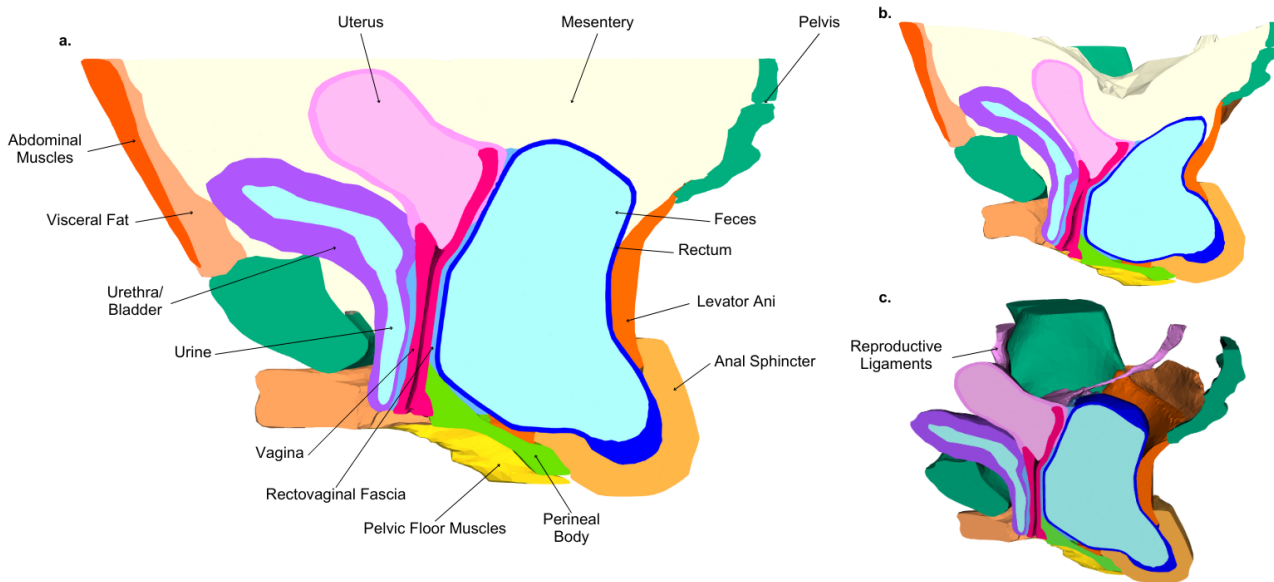 a.
Uterus
Mesentery
Pelvis
Abdominal
Muscles
Visceral Fat
Urethra/
Bladder
Urine
Vagina
Rectovaginal Fascia
Pelvic Floor Muscles
Perineal
Body
Feces
Rectum
Levator Ani
Anal Sphincter
b.
c.
Reproductive
Ligaments